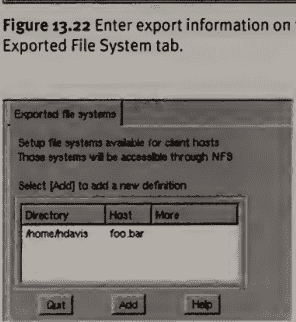 Figure 13.22 Enter export information on
Exported File System tab.
Exported file systems
Setup file systems available for client hosts
Those systems will be accessible through NFS
Select [Add] to add a new definition
Directory Host More
/home/hdavis foo.bar
Quit Add Help